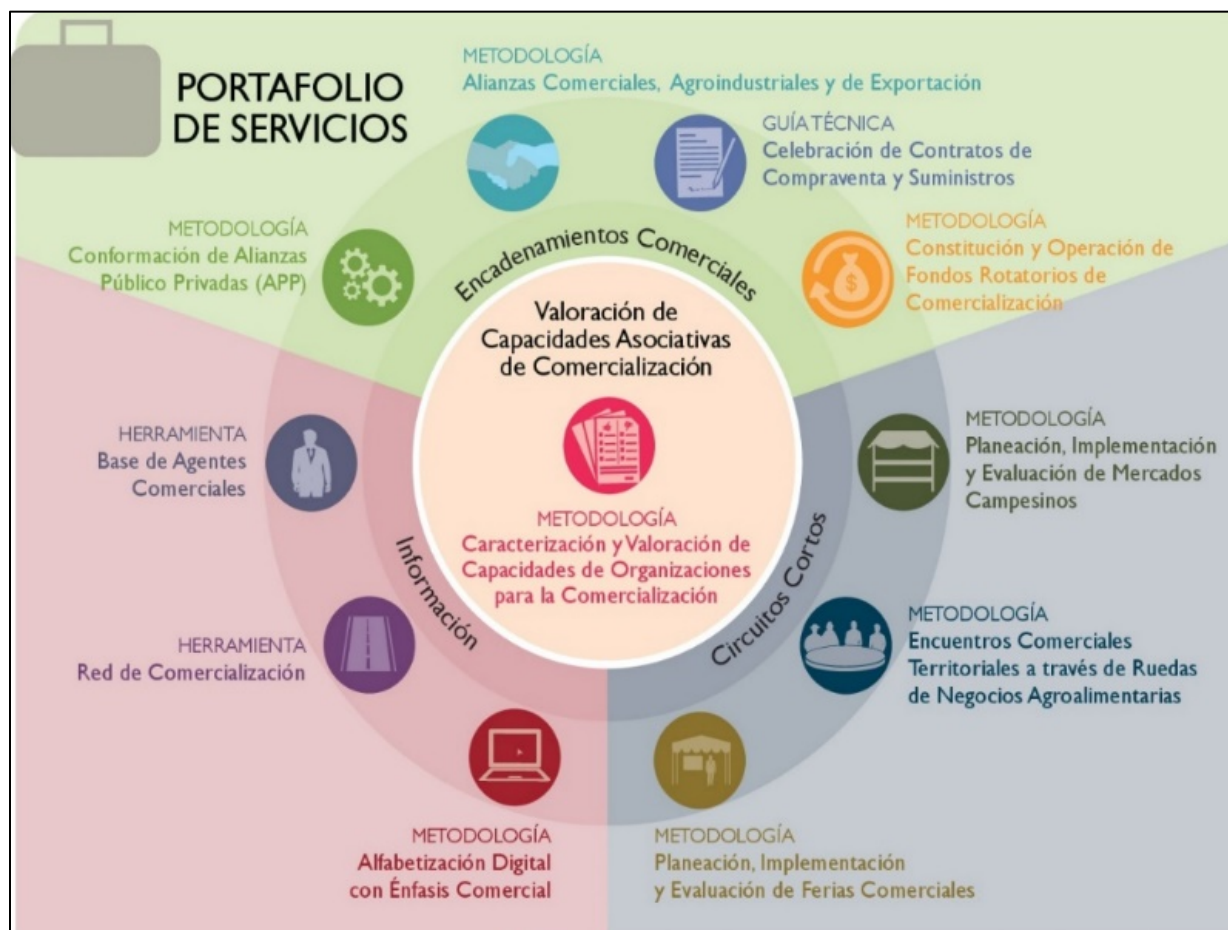 PORTAFOLIO
DE SERVICIOS
METODOLOGÍA
Alianzas Comerciales, Agroindustriales y de Exportación
GUÍA TÉCNICA
Celebración de Contratos de
Compraventa y Suministros
METODOLOGÍA
Conformación de Alianzas
Público Privadas (APP)
METODOLOGÍA
Constitución y Operación de
Fondos Rotatorios de
Comercialización
Encadenamientos Comerciales
Valoración de
Capacidades Asociativas
de Comercialización
METODOLOGÍA
Caracterización y Valoración de
Capacidades de Organizaciones
para la Comercialización
HERRAMIENTA
Base de Agentes
Comerciales
METODOLOGÍA
Planeación, Implementación
y Evaluación de Mercados
Campesinos
Información
Circuitos Cortos
HERRAMIENTA
Red de Comercialización
METODOLOGÍA
Encuentros Comerciales
Territoriales a través de Ruedas
de Negocios Agroalimentarias
METODOLOGÍA
Alfabetización Digital
con Énfasis Comercial
METODOLOGÍA
Planeación, Implementación
y Evaluación de Ferias Comerciales